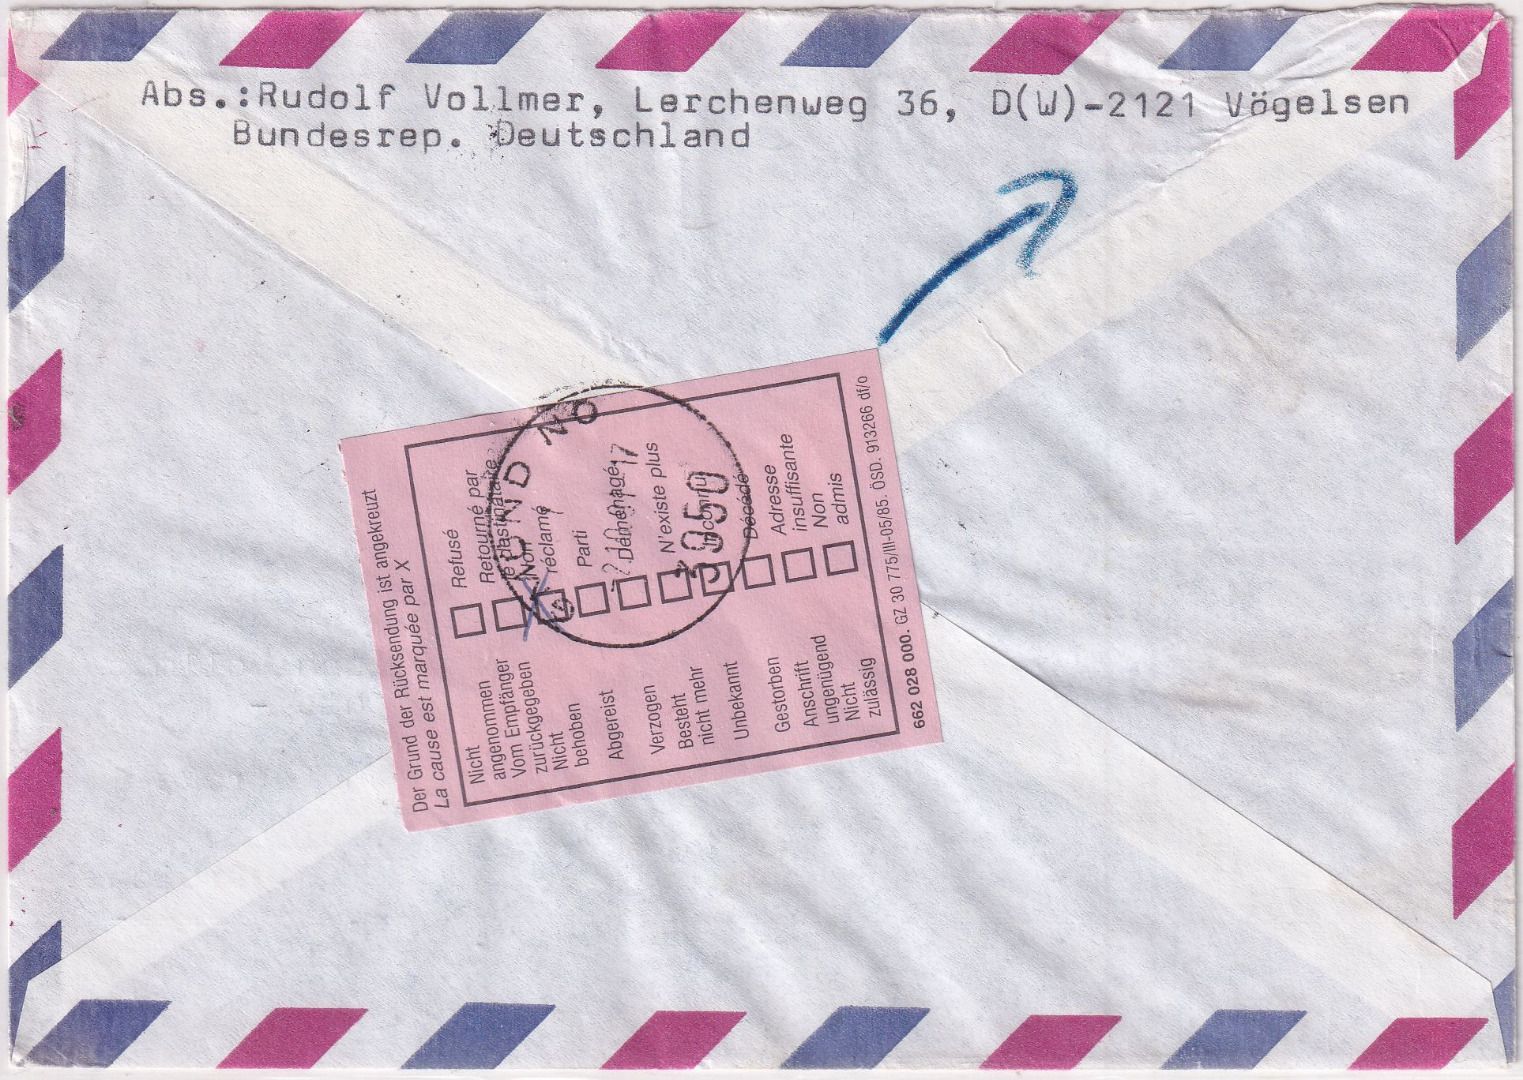 Abs.:Rudolf Vollmer, Lerchenweg 36, D(W)-2121 Vögelsen
Bundesrep. Deutschland
Der Grund der Rücksendung ist angekreuzt
La cause est marquée par X
Nicht
angenommen
Refusé
Vom Empfänger
zurückgegeben
Retourné par
le destinataire
Nicht
behoben
Non
réclamé
Abgereist
Parti
Verzogen
Déménagé
Besteht
nicht mehr
N'existe plus
Unbekannt
Inconnu
Gestorben
Décédé
Anschrift
ungenügend
Adresse
insuffisante
Nicht
zulässig
Non
admis
662 028 000. GZ 30 775/III-05/85. ÖSD. 913266 df/o
GMÜND NÖ
3950